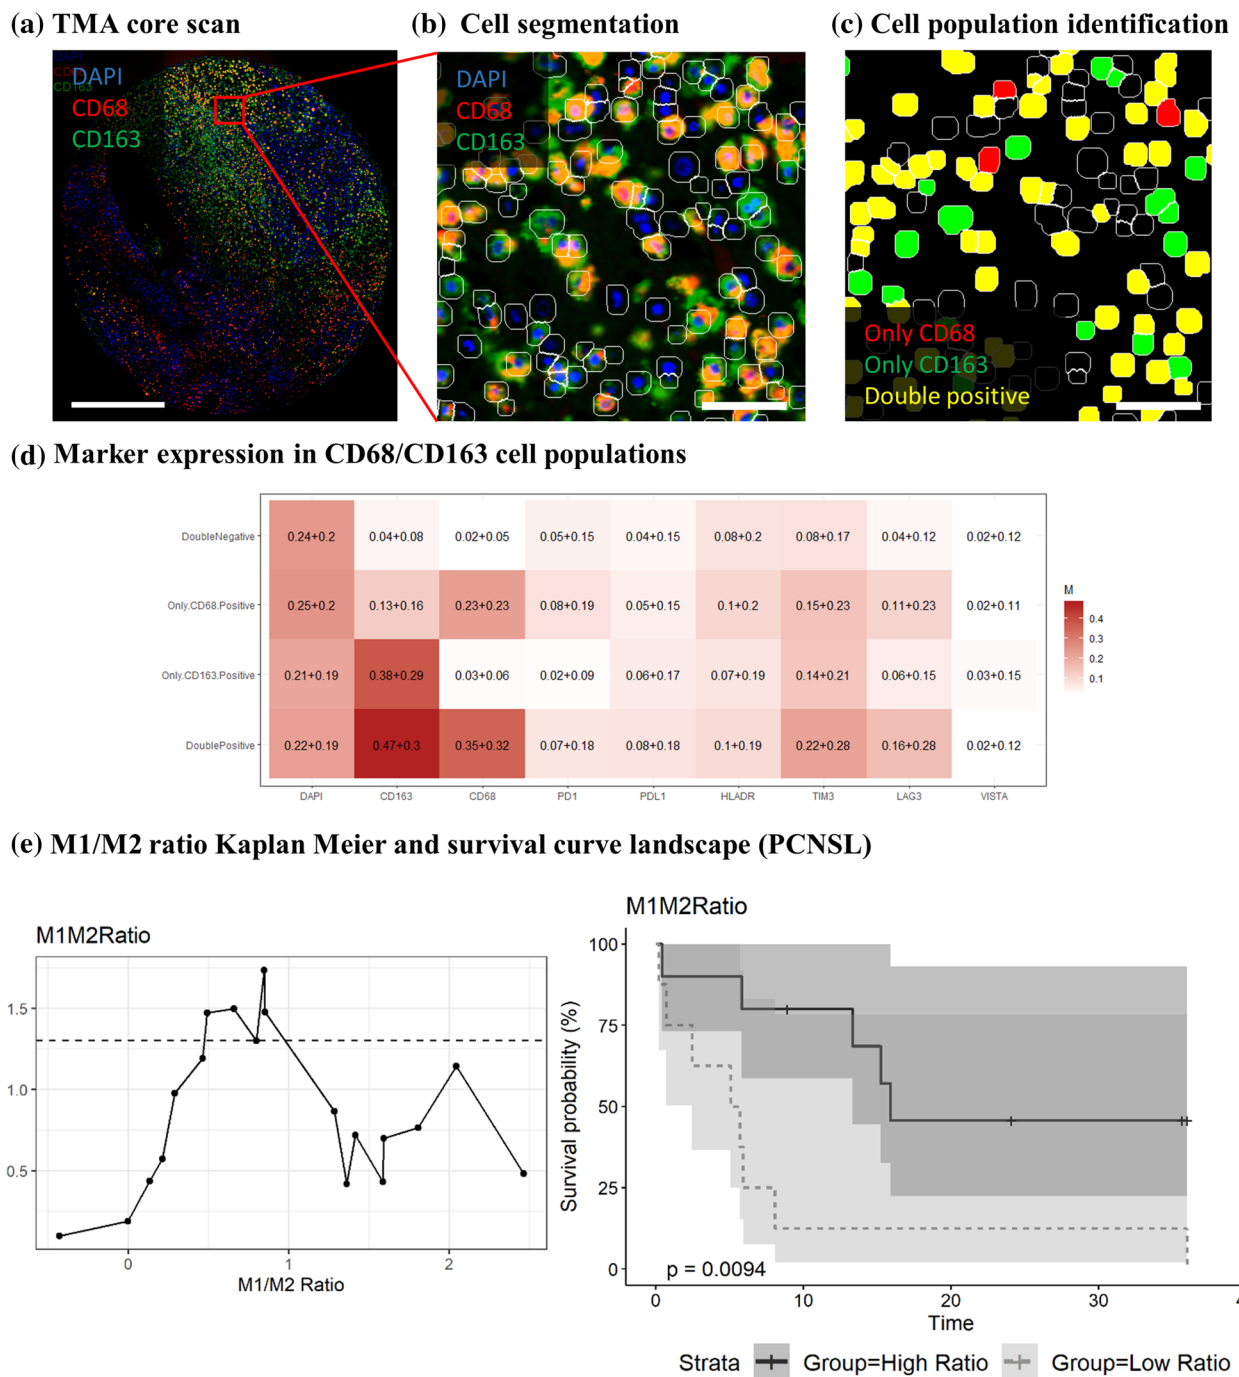 (a) TMA core scan
(b) Cell segmentation
(c) Cell population identification
DAPI
CD68
CD163
DAPI
CD68
CD163
DAPI
CD68
CD163
Only CD68
Only CD163
Double positive
(d) Marker expression in CD68/CD163 cell populations
DoubleNegative 0.24+0.2 0.04+0.08 0.02+0.05 0.05+0.15 0.04+0.15 0.08+0.2 0.08+0.17 0.04+0.12 0.02+0.12
Only.CD68.Positive 0.25+0.2 0.13+0.16 0.23+0.23 0.08+0.19 0.05+0.15 0.1+0.2 0.15+0.23 0.11+0.23 0.02+0.11
Only.CD163.Positive 0.21+0.19 0.38+0.29 0.03+0.06 0.02+0.09 0.06+0.17 0.07+0.19 0.14+0.21 0.06+0.15 0.03+0.15
DoublePositive 0.22+0.19 0.47+0.3 0.35+0.32 0.07+0.18 0.08+0.18 0.1+0.19 0.22+0.28 0.16+0.28 0.02+0.12
DAPI CD163 CD68 PD1 PDL1 HLADR TIM3 LAG3 VISTA
M
0.4
0.3
0.2
0.1
(e) M1/M2 ratio Kaplan Meier and survival curve landscape (PCNSL)
M1M2Ratio
1.5
1.0
0.5
0 1 2
M1/M2 Ratio
M1M2Ratio
Survival probability (%)
100
75
50
25
0
p = 0.0094
0 10 20 30 4
Time
Strata Group=High Ratio Group=Low Ratio